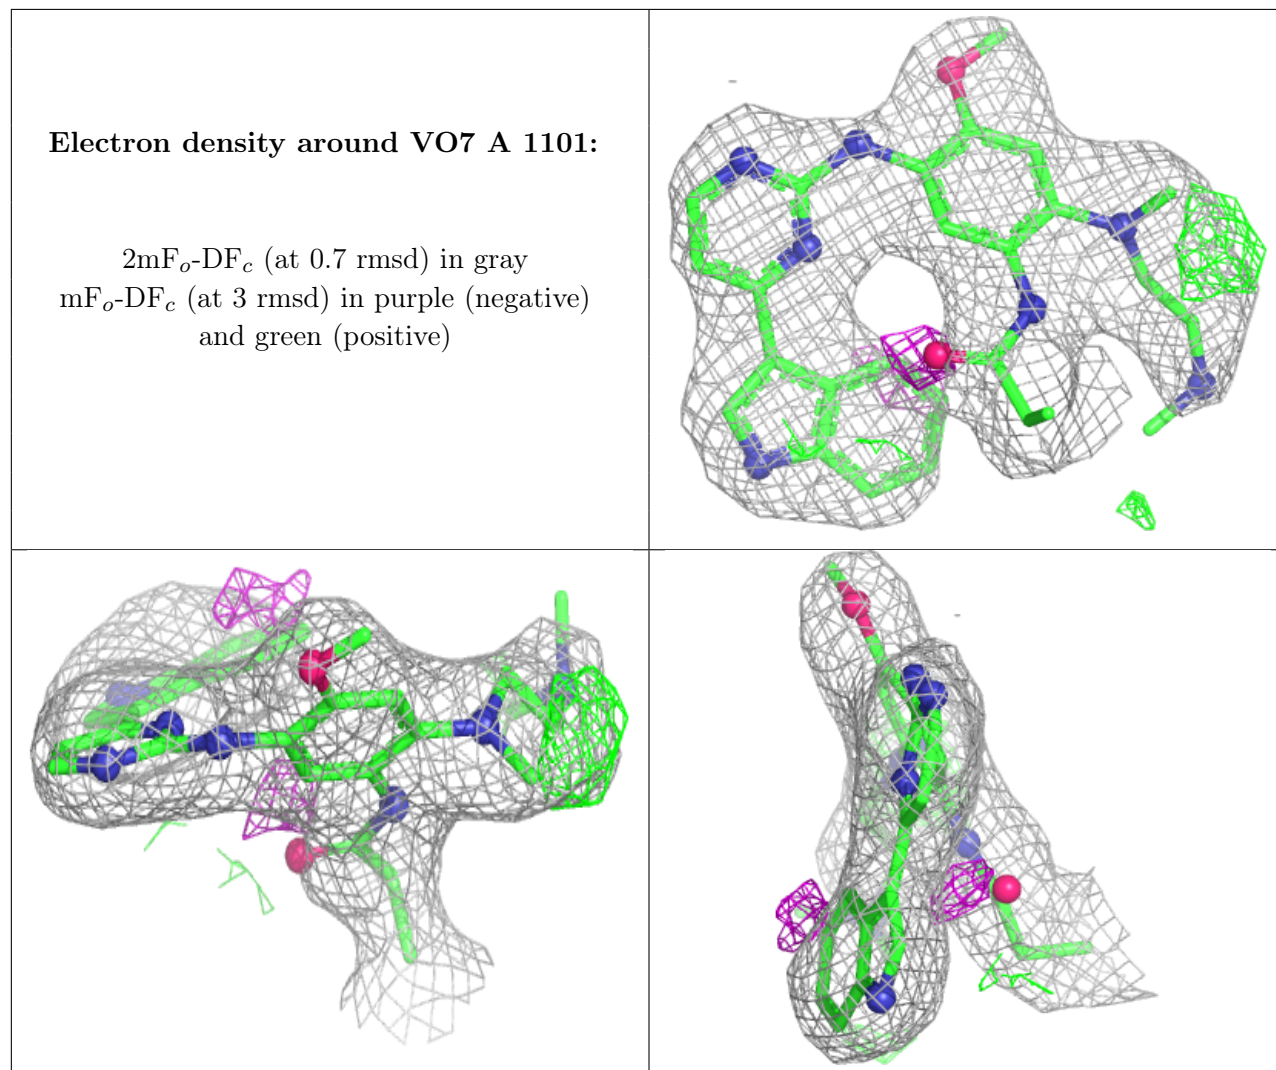 Electron density around VO7 A 1101:
2mFo-DFc (at 0.7 rmsd) in gray
mFo-DFc (at 3 rmsd) in purple (negative)
and green (positive)